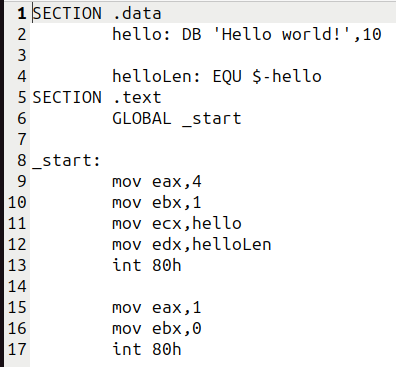 1 SECTION .data
2 hello: DB 'Hello world!',10
3
4 helloLen: EQU $-hello
5 SECTION .text
6 GLOBAL _start
7
8 _start:
9 mov eax,4
10 mov ebx,1
11 mov ecx,hello
12 mov edx,helloLen
13 int 80h
14
15 mov eax,1
16 mov ebx,0
17 int 80h